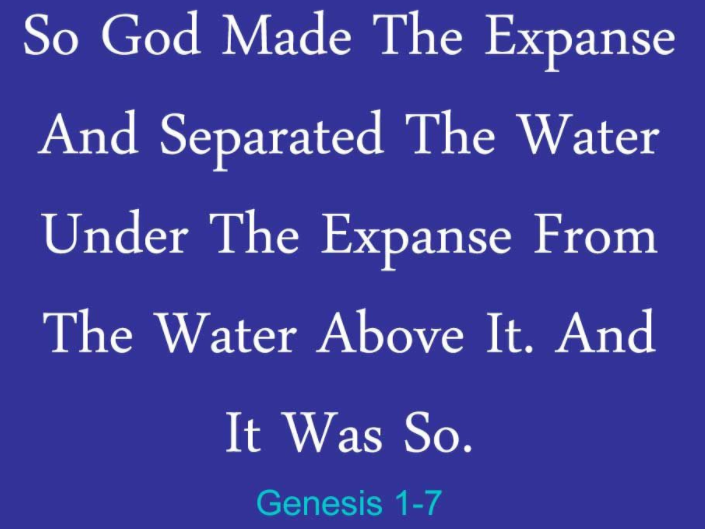 So God Made The Expanse
And Separated The Water
Under The Expanse From
The Water Above It. And
It Was So.
Genesis 1-7